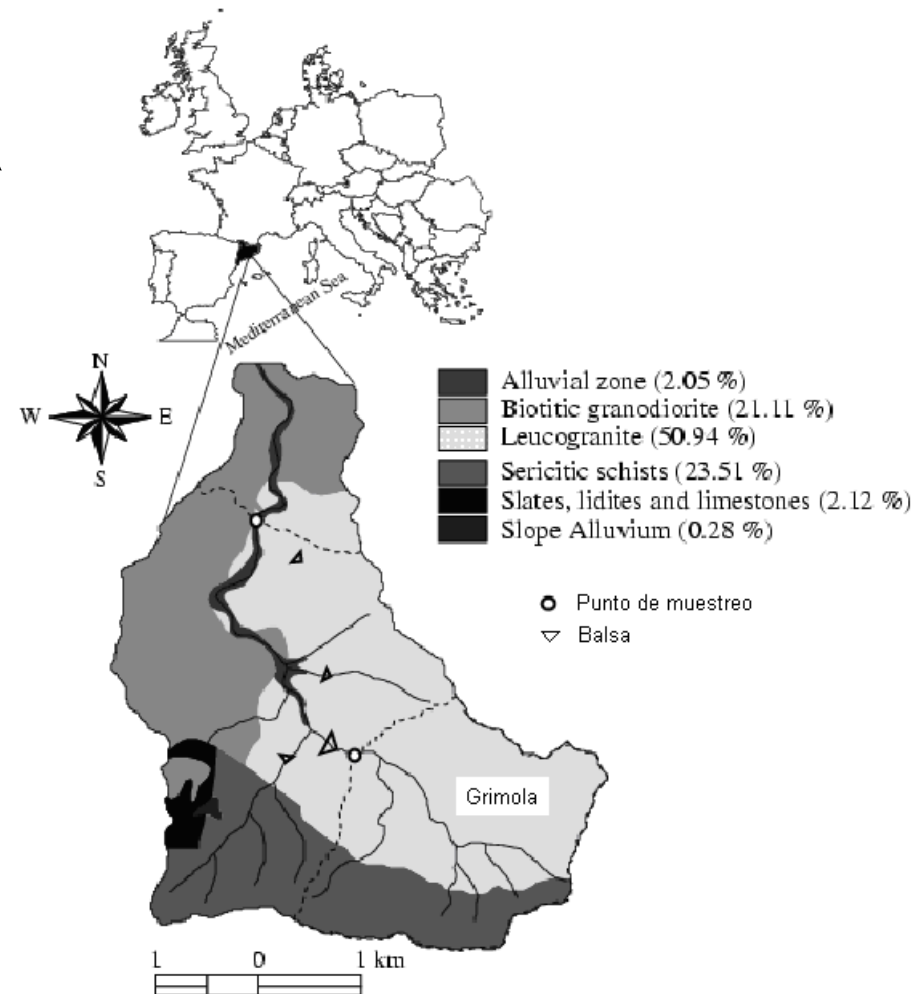 Mediterranean Sea
N
W E
S
Alluvial zone (2.05 %)
Biotitic granodiorite (21.11 %)
Leucogranite (50.94 %)
Sericitic schists (23.51 %)
Slates, lidites and limestones (2.12 %)
Slope Alluvium (0.28 %)
Punto de muestreo
Balsa
Grimola
1 0 1 km